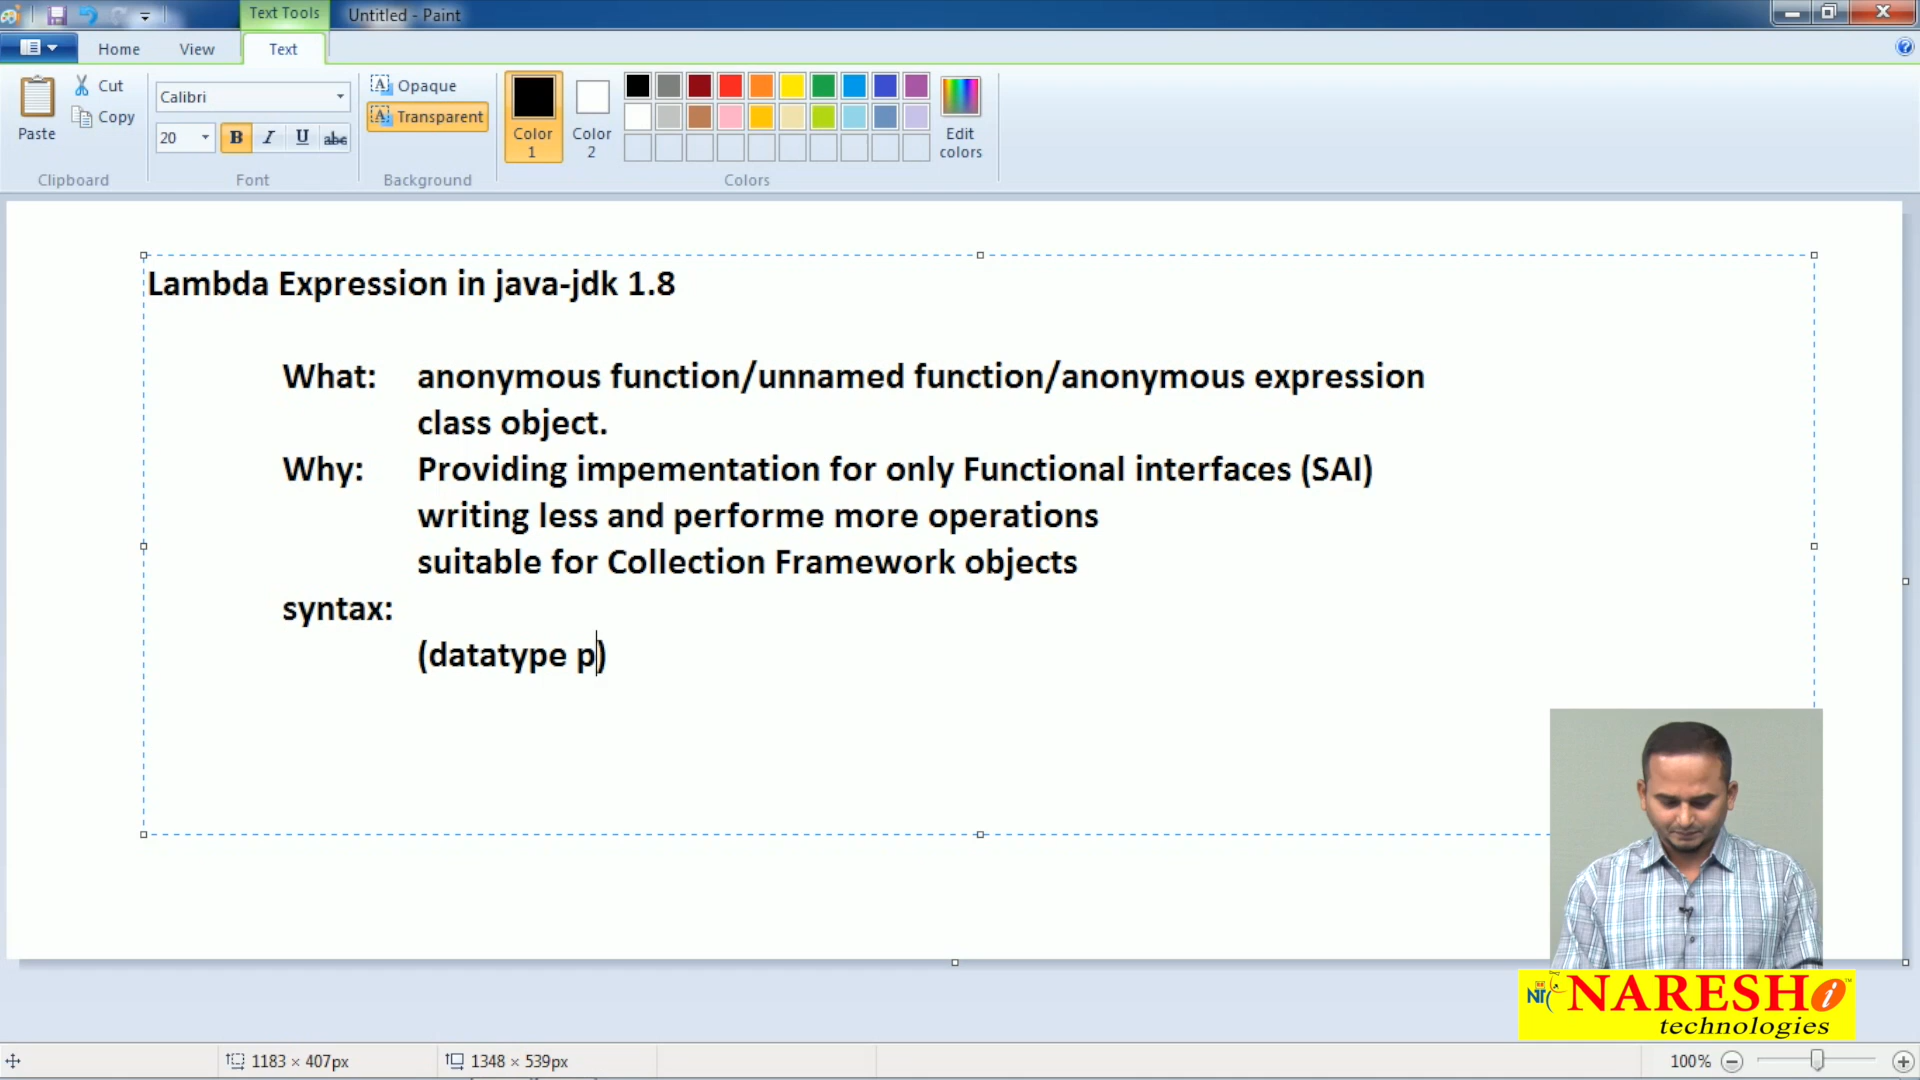 Text Tools
Untitled - Paint
Home
View
Text
Cut
Copy
Paste
Clipboard
Calibri
20
B I U abc
Font
Opaque
Transparent
Background
Color 1
Color 2
Edit colors
Colors
Lambda Expression in java-jdk 1.8
What: anonymous function/unnamed function/anonymous expression
class object.
Why: Providing impementation for only Functional interfaces (SAI)
writing less and performe more operations
suitable for Collection Framework objects
syntax:
(datatype p)
NARESH i
technologies
1183 × 407px
1348 × 539px
100%